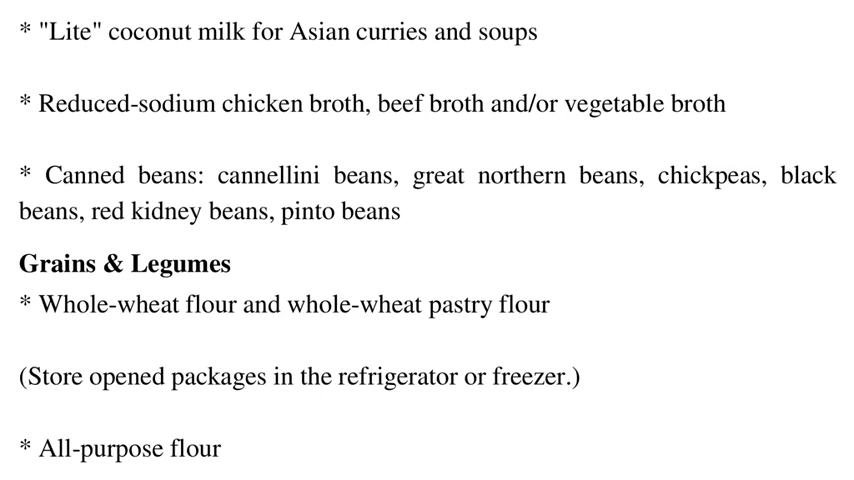 * "Lite" coconut milk for Asian curries and soups
* Reduced-sodium chicken broth, beef broth and/or vegetable broth
* Canned beans: cannellini beans, great northern beans, chickpeas, black
beans, red kidney beans, pinto beans
Grains & Legumes
* Whole-wheat flour and whole-wheat pastry flour
(Store opened packages in the refrigerator or freezer.)
* All-purpose flour